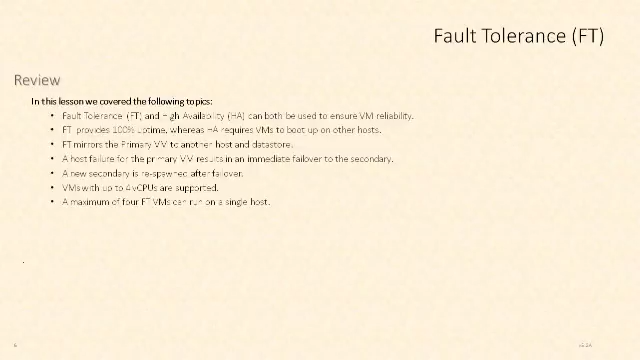 Fault Tolerance (FT)
Review
In this lesson we covered the following topics:
• Fault Tolerance (FT) and High Availability (HA) can both be used to ensure VM reliability.
• FT provides 100% uptime, whereas HA requires VMs to boot up on other hosts.
• FT mirrors the Primary VM to another host and datastore.
• A host failure for the primary VM results in an immediate failover to the secondary.
• A new secondary is re-spawned after failover.
• VMs with up to 4 vCPUs are supported.
• A maximum of four FT VMs can run on a single host.
.
6